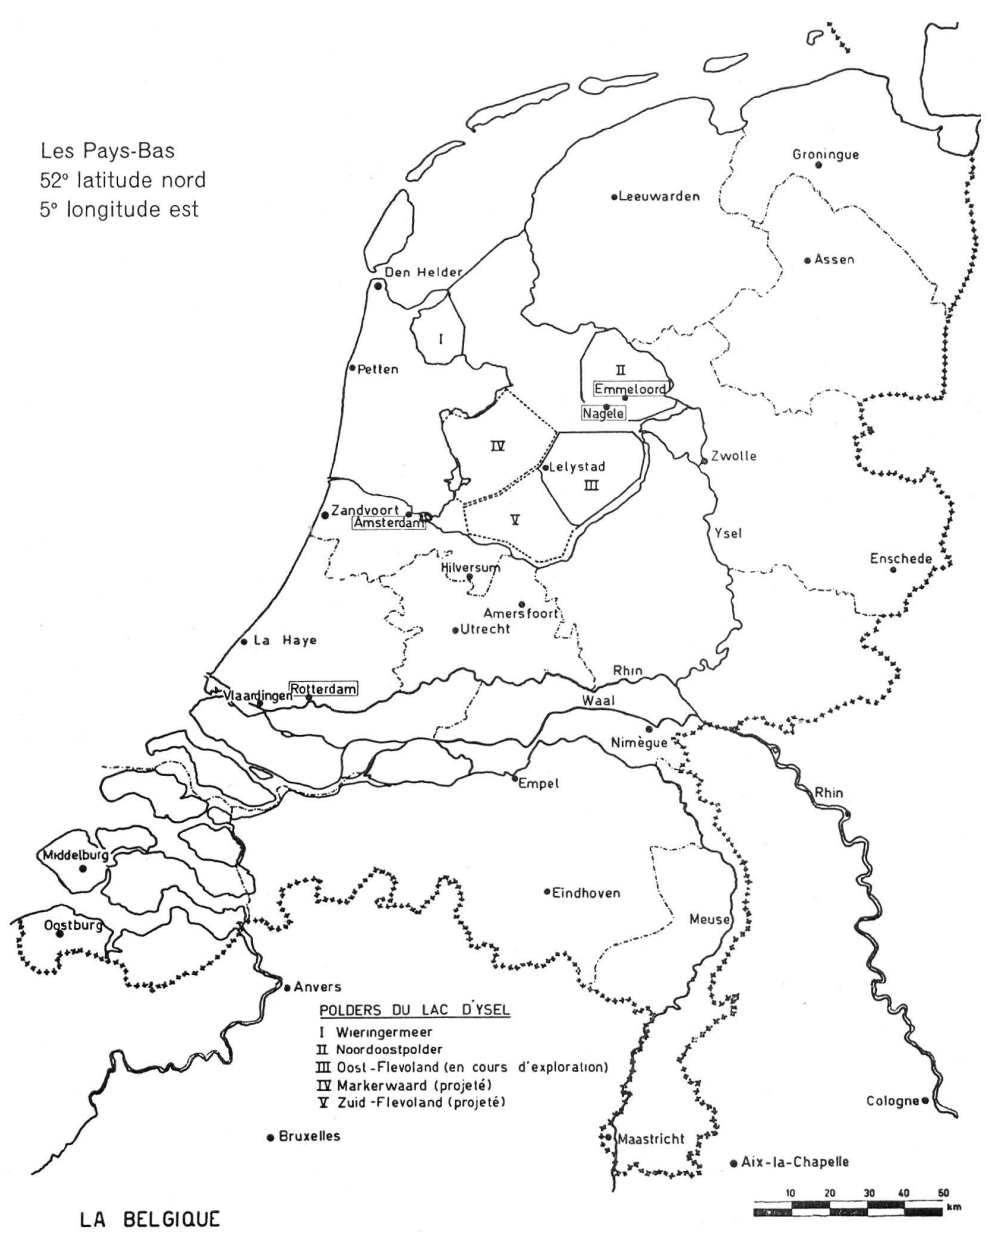 Les Pays-Bas
52° latitude nord
5° longitude est
Groningue
Leeuwarden
Assen
Den Helder
I
Petten
II
Emmeloord
Nagele
IV
Zwolle
Lelystad
III
Zandvoort
Amsterdam
V
Ysel
Enschede
Hilversum
Amersfoort
Utrecht
La Haye
Rhin
Vlaardingen
Rotterdam
Waal
Nimègue
Empel
Rhin
Middelburg
Eindhoven
Meuse
Oostburg
Anvers
POLDERS DU LAC D'YSEL
I Wieringermeer
II Noordoostpolder
III Oost-Flevoland (en cours d'exploration)
IV Markerwaard (projeté)
V Zuid-Flevoland (projeté)
Cologne
Bruxelles
Maastricht
Aix-la-Chapelle
10 20 30 40 50
km
LA BELGIQUE